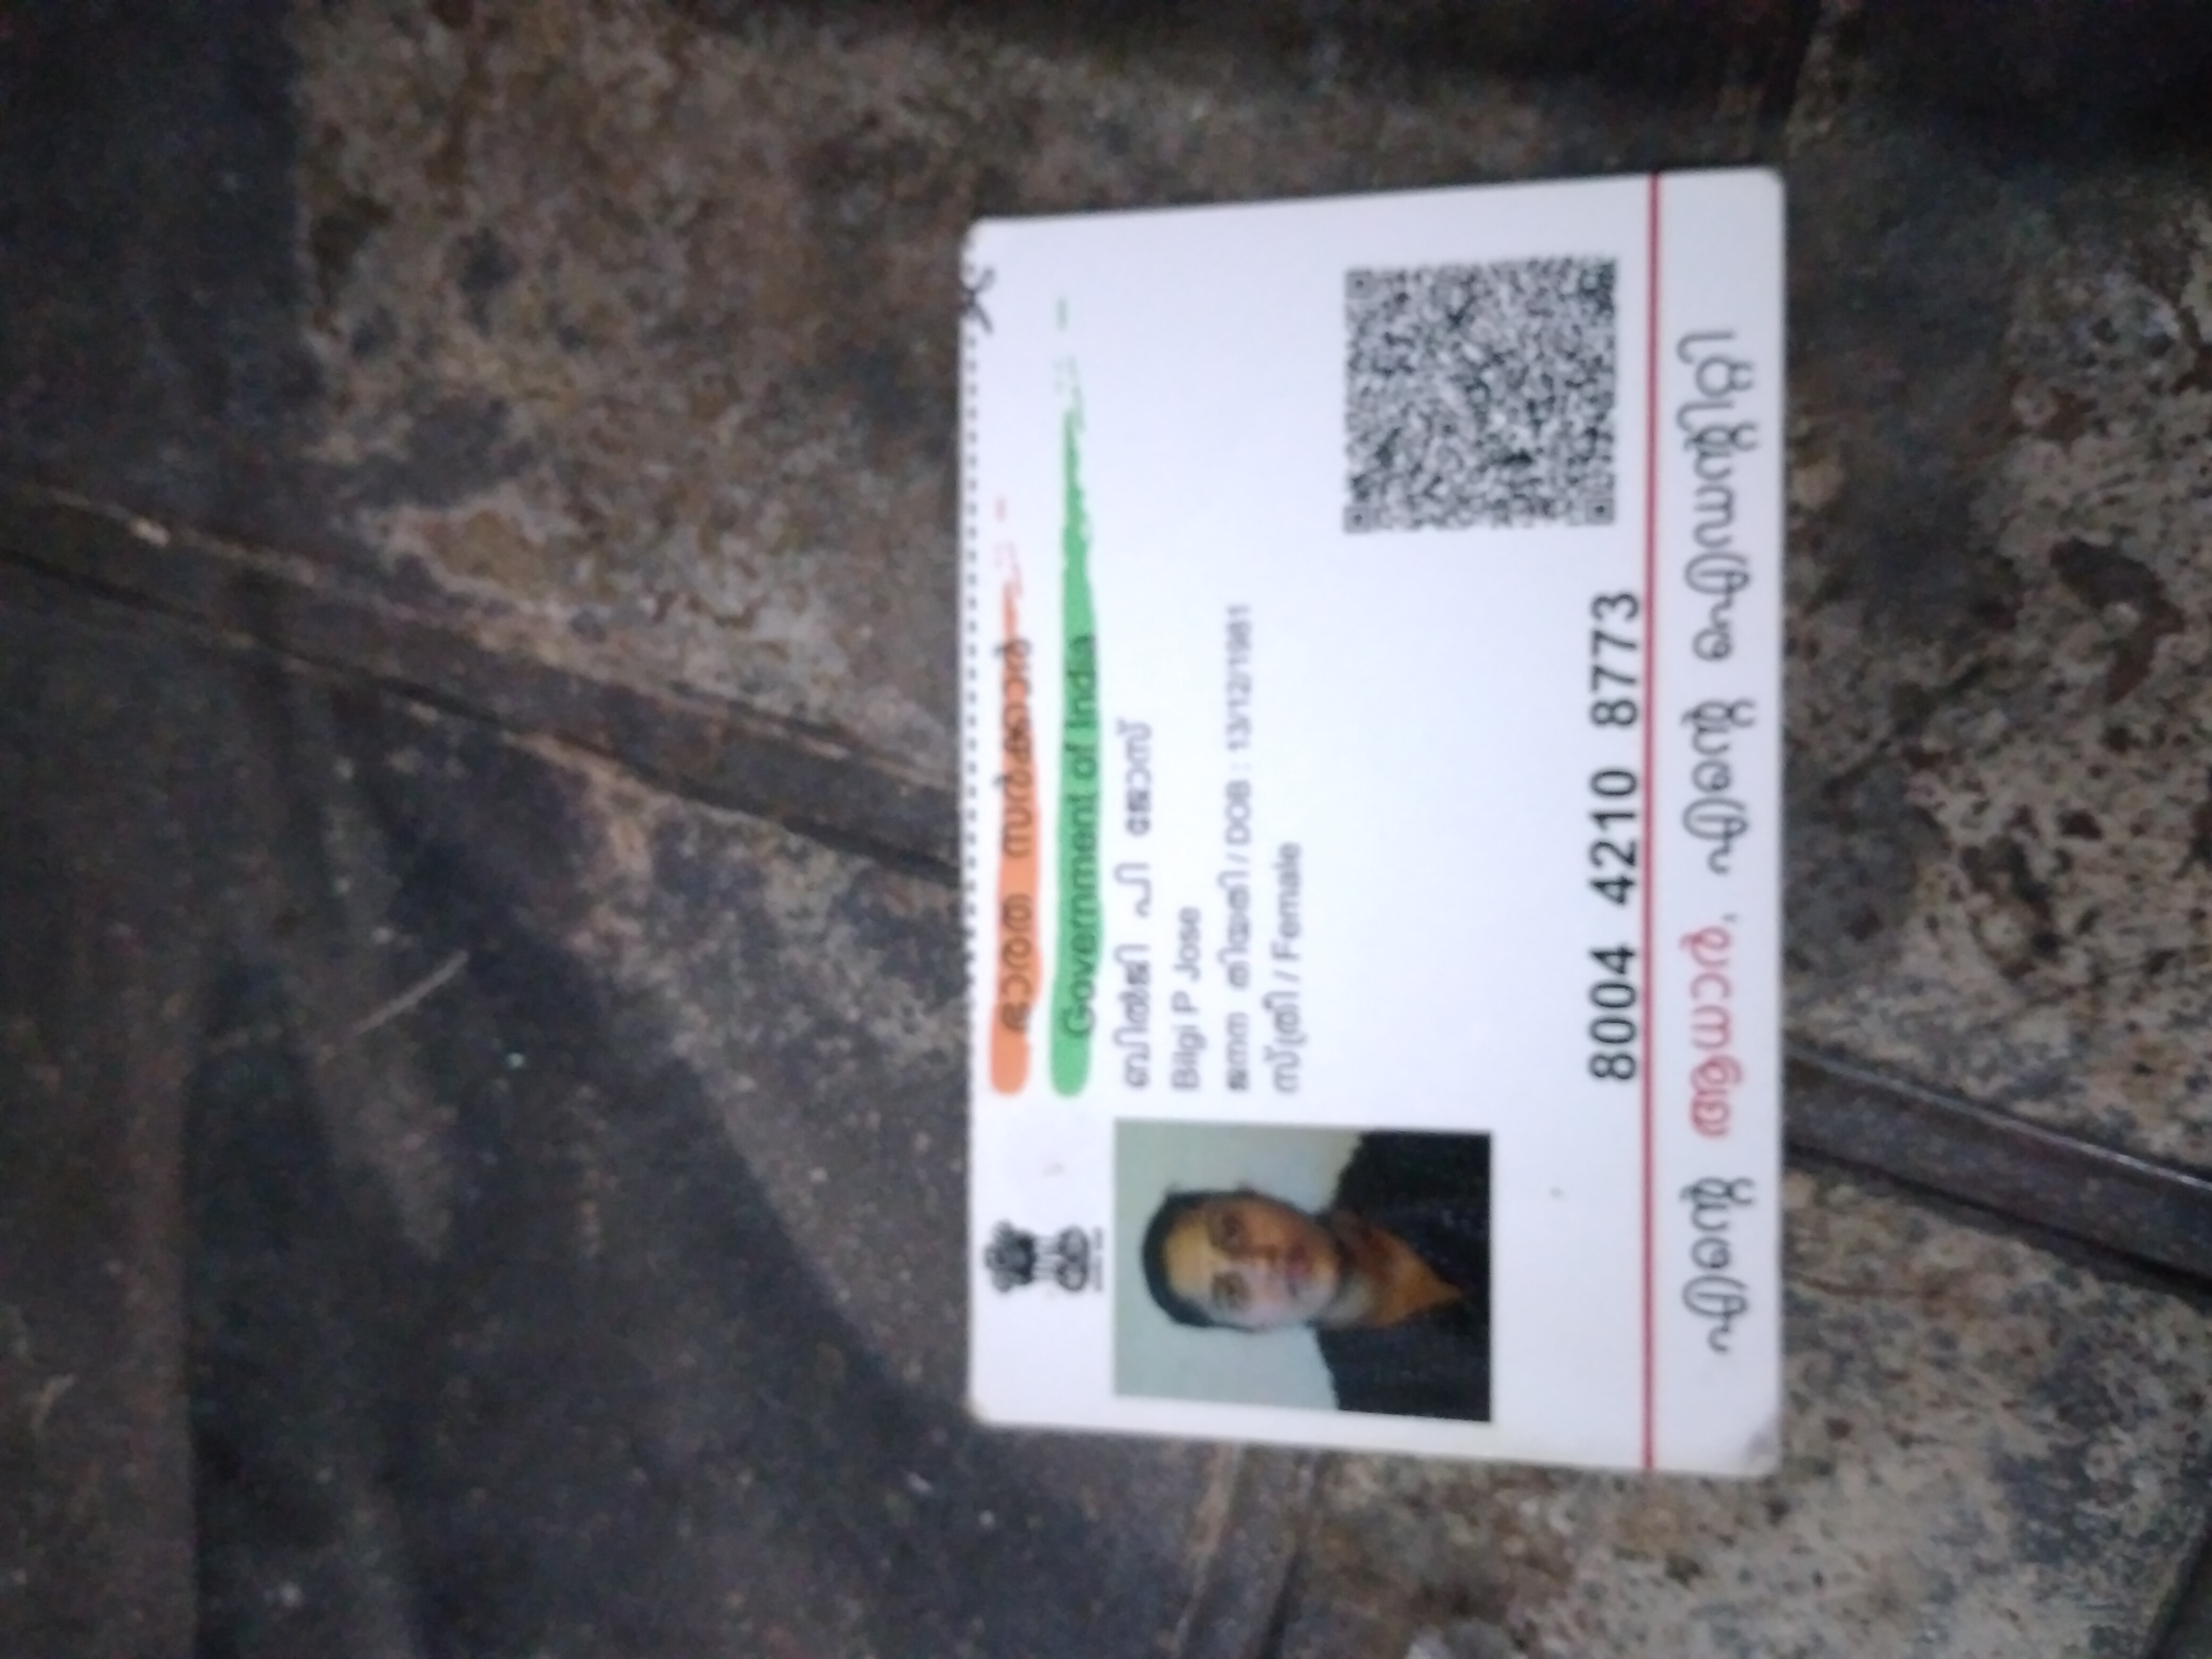 ഭാരത സർക്കാർ
Government of India
ബിൽജി പി ജോസ്
Bilgi P Jose
ജനന തിയതി / DOB : 13/12/1981
സ്ത്രീ / Female
8004 4210 8773
എന്റെ ആധാർ, എന്റെ ഐഡന്റിറ്റി